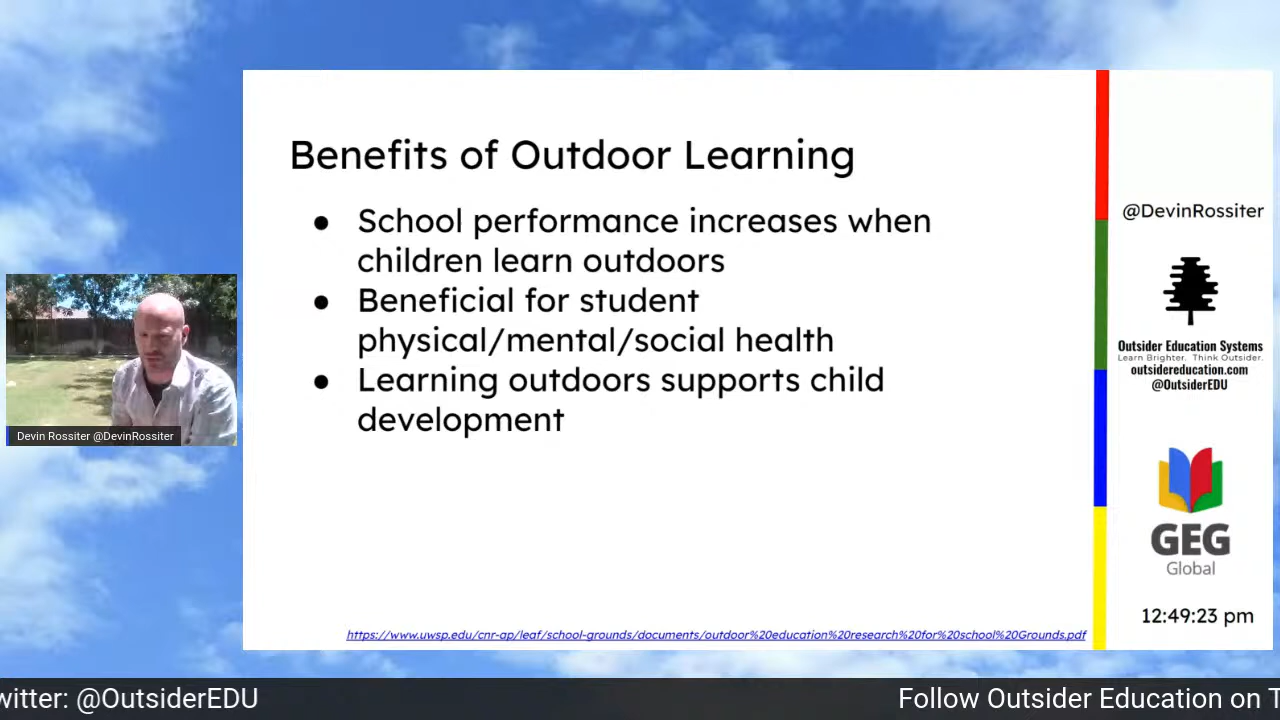 Benefits of Outdoor Learning
● School performance increases when
children learn outdoors
● Beneficial for student
physical/mental/social health
● Learning outdoors supports child
development
https://www.uwsp.edu/cnr-ap/leaf/school-grounds/documents/outdoor%20education%20research%20for%20school%20Grounds.pdf
@DevinRossiter
Outsider Education Systems
Learn Brighter. Think Outsider.
outsidereducation.com
@OutsiderEDU
GEG
Global
12:49:23 pm
Devin Rossiter @DevinRossiter
witter: @OutsiderEDU
Follow Outsider Education on T